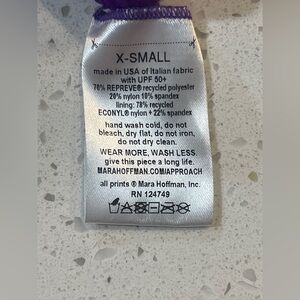 X-SMALL
made in USA of Italian fabric
with UPF 50+
70% REPREVE® recycled polyester
20% nylon 10% spandex
lining: 78% recycled
ECONYL® nylon + 22% spandex
hand wash cold, do not
bleach, dry flat, do not iron,
do not dry clean.
WEAR MORE, WASH LESS
give this piece a long life.
MARAHOFFMAN.COM/APPROACH
all prints ® Mara Hoffman, Inc.
RN 124749